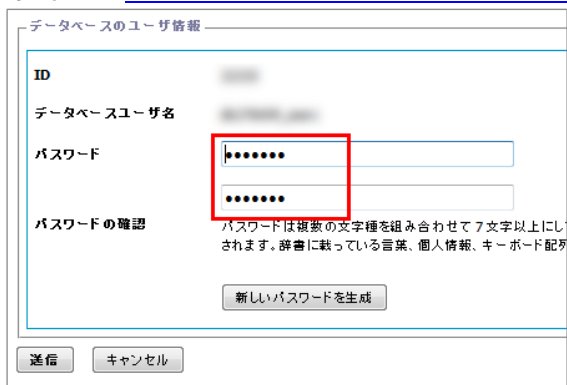 データベースのユーザ情報
ID
データベースユーザ名
パスワード
•••••••
•••••••
パスワードの確認
パスワードは複数の文字種を組み合わせて 7 文字以上にし
されます。辞書に載っている言葉、個人情報、キーボード配列
新しいパスワードを生成
送信 キャンセル